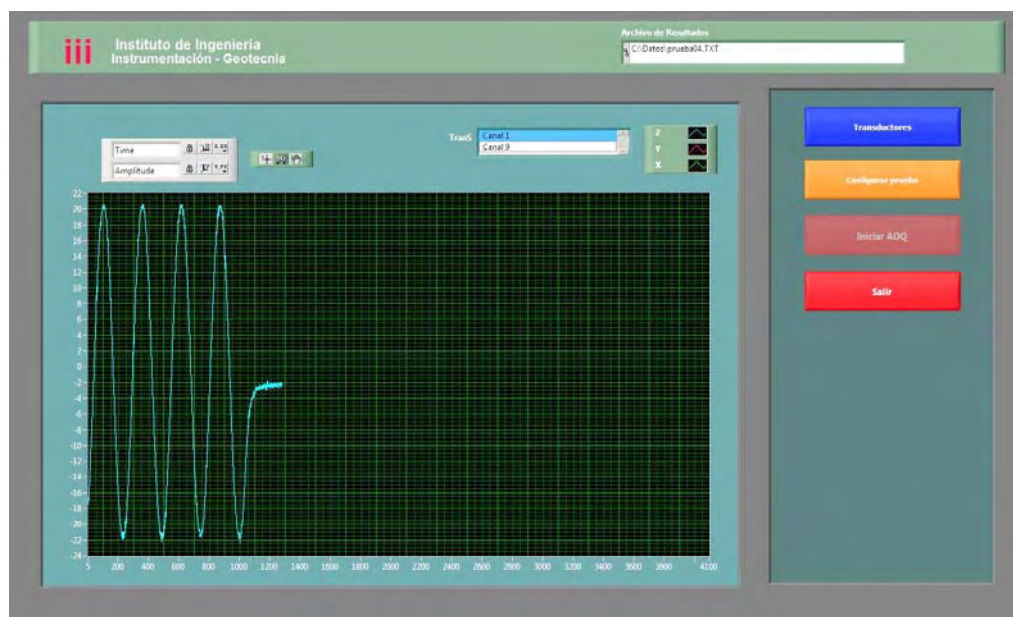 iii
Instituto de Ingeniería
Instrumentación - Geotecnia
Archivo de Resultados
C:\Datos\prueba04.TXT
Time
Amplitude
TranS
Canal 1
Canal 9
Z
Y
X
Transductores
Configurar prueba
Iniciar ADQ
Salir
22
20
18
16
14
12
10
8
6
4
2
0
-2
-4
-6
-8
-10
-12
-14
-16
-18
-20
-22
-24
5 200 400 600 800 1000 1200 1400 1600 1800 2000 2200 2400 2600 2800 3000 3200 3400 3600 3800 4100